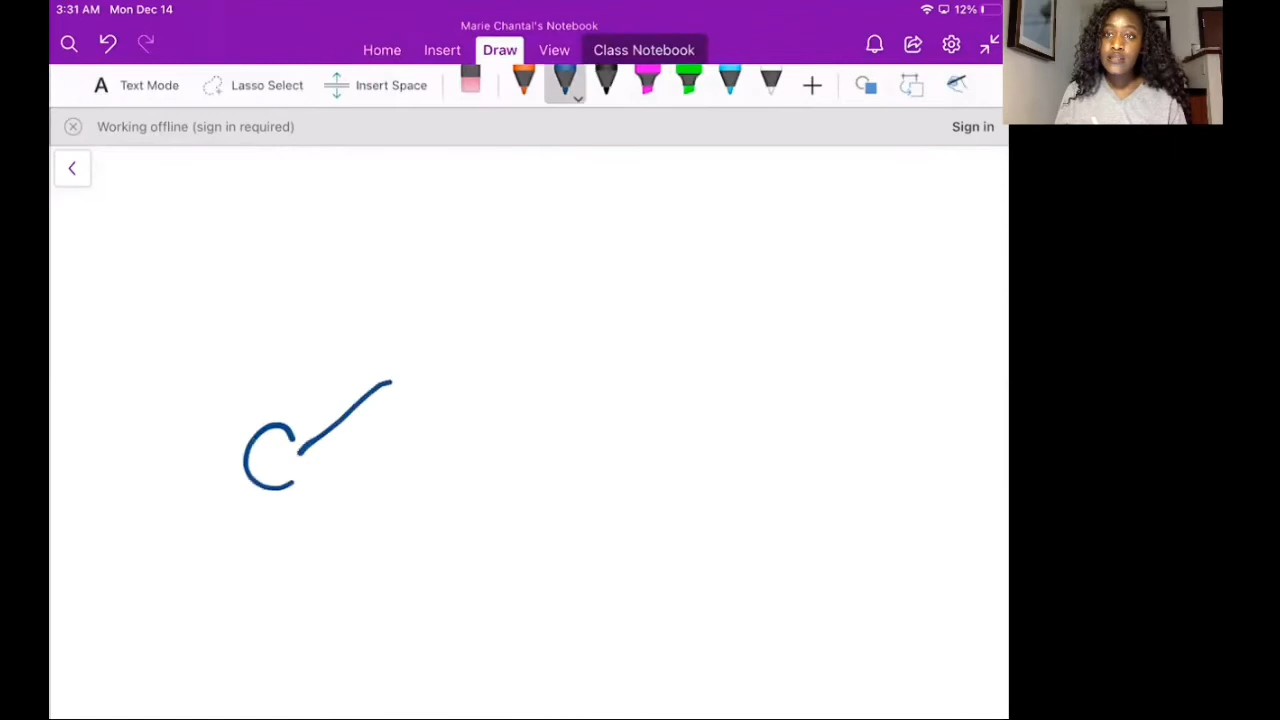 3:31 AM Mon Dec 14
12%
Marie Chantal's Notebook
Home Insert Draw View Class Notebook
A Text Mode Lasso Select Insert Space
Working offline (sign in required) Sign in
C